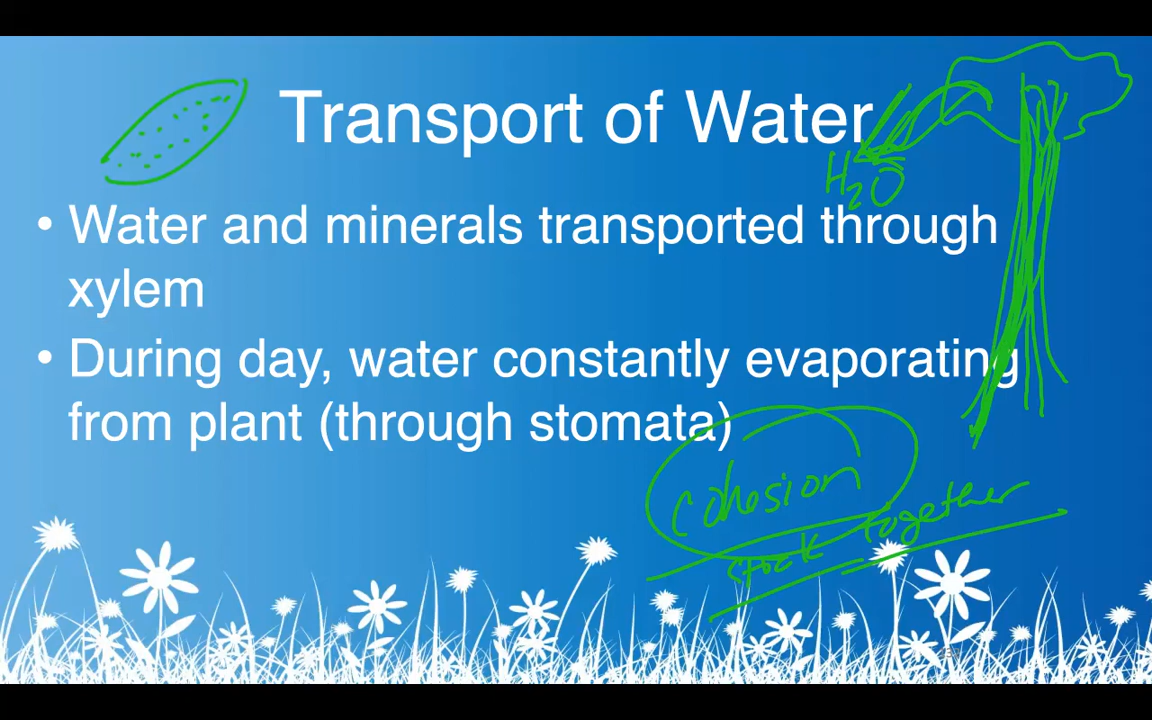 Transport of Water
H2O
• Water and minerals transported through
xylem
• During day, water constantly evaporating
from plant (through stomata)
cohesion
stick together